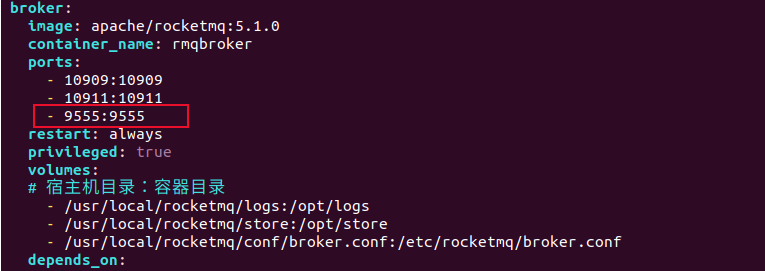 broker:
image: apache/rocketmq:5.1.0
container_name: rmqbroker
ports:
- 10909:10909
- 10911:10911
- 9555:9555
restart: always
privileged: true
volumes:
# 宿主机目录：容器目录
- /usr/local/rocketmq/logs:/opt/logs
- /usr/local/rocketmq/store:/opt/store
- /usr/local/rocketmq/conf/broker.conf:/etc/rocketmq/broker.conf
depends_on: